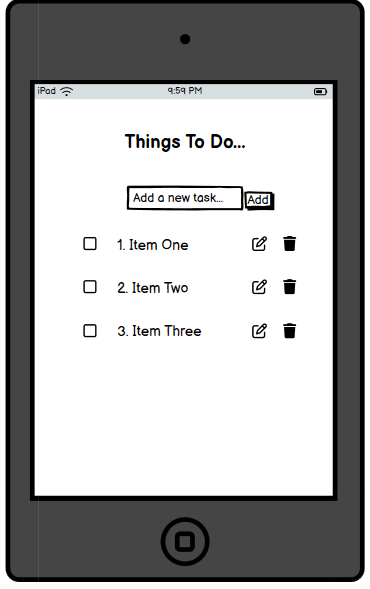 iPad 9:59 PM
Things To Do...
Add a new task... Add
1. Item One
2. Item Two
3. Item Three